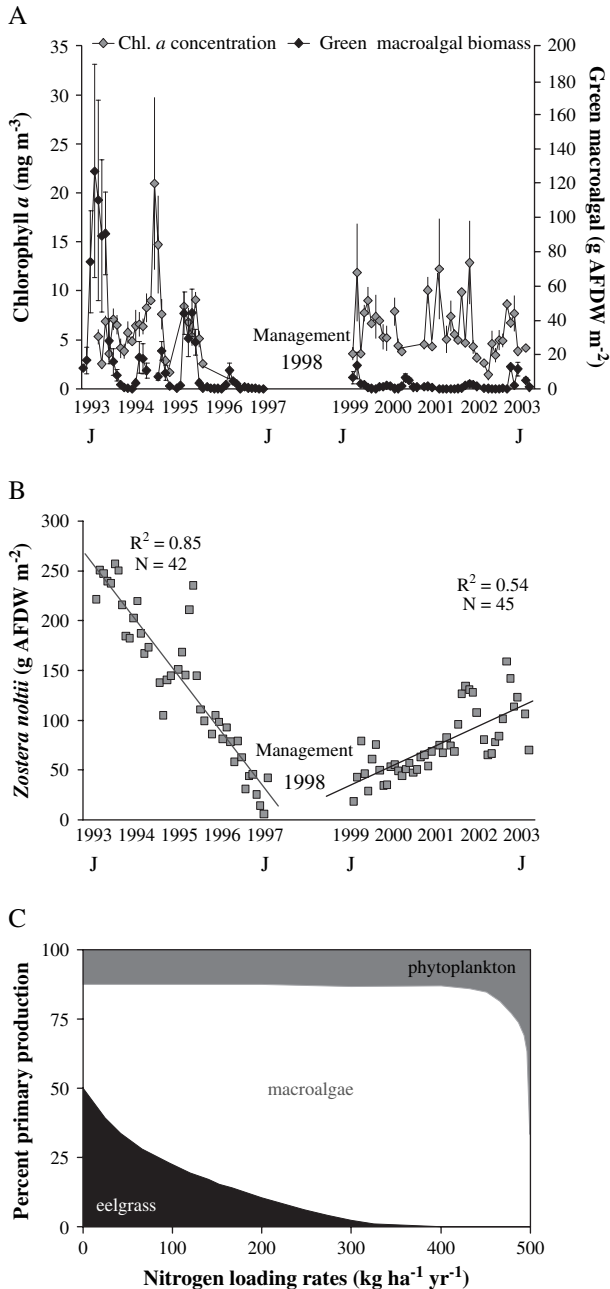 A
Chl. a concentration
Green macroalgal biomass
Chlorophyll a (mg m-3)
35
30
25
20
15
10
5
0
200
180
160
140
120
100
80
60
40
20
0
Green macroalgal
(g AFDW m-2)
Management
1998
1993 1994 1995 1996 1997 1999 2000 2001 2002 2003
J J J J
B
Zostera noltii (g AFDW m-2)
300
250
200
150
100
50
0
R2 = 0.85
N = 42
R2 = 0.54
N = 45
Management
1998
1993 1994 1995 1996 1997 1999 2000 2001 2002 2003
J J J J
C
Percent primary production
100
75
50
25
0
phytoplankton
macroalgae
eelgrass
0 100 200 300 400 500
Nitrogen loading rates (kg ha-1 yr-1)